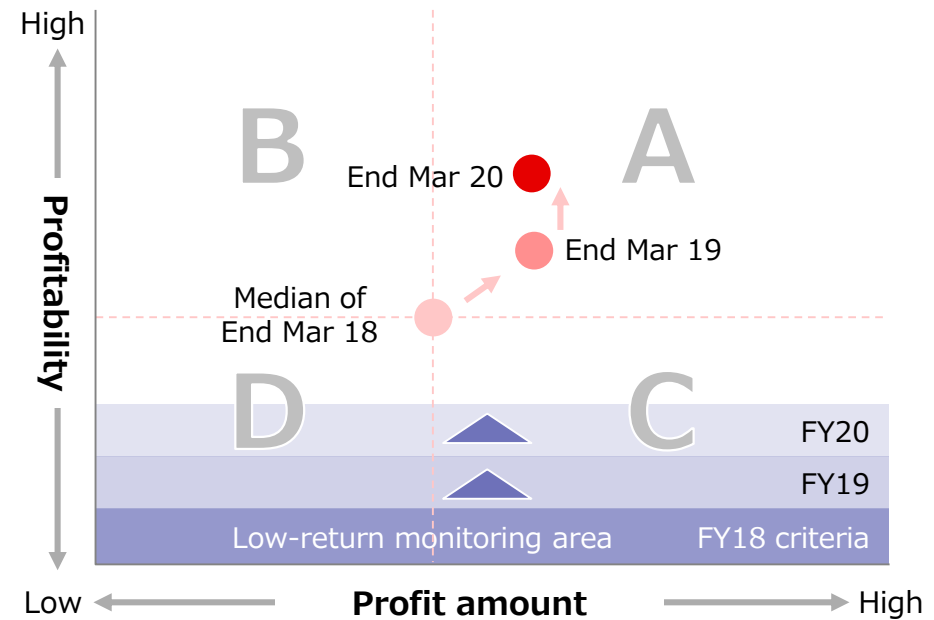 High
B
A
End Mar 20
Profitability
End Mar 19
Median of
End Mar 18
D
C
FY20
FY19
Low-return monitoring area
FY18 criteria
Low
Profit amount
High